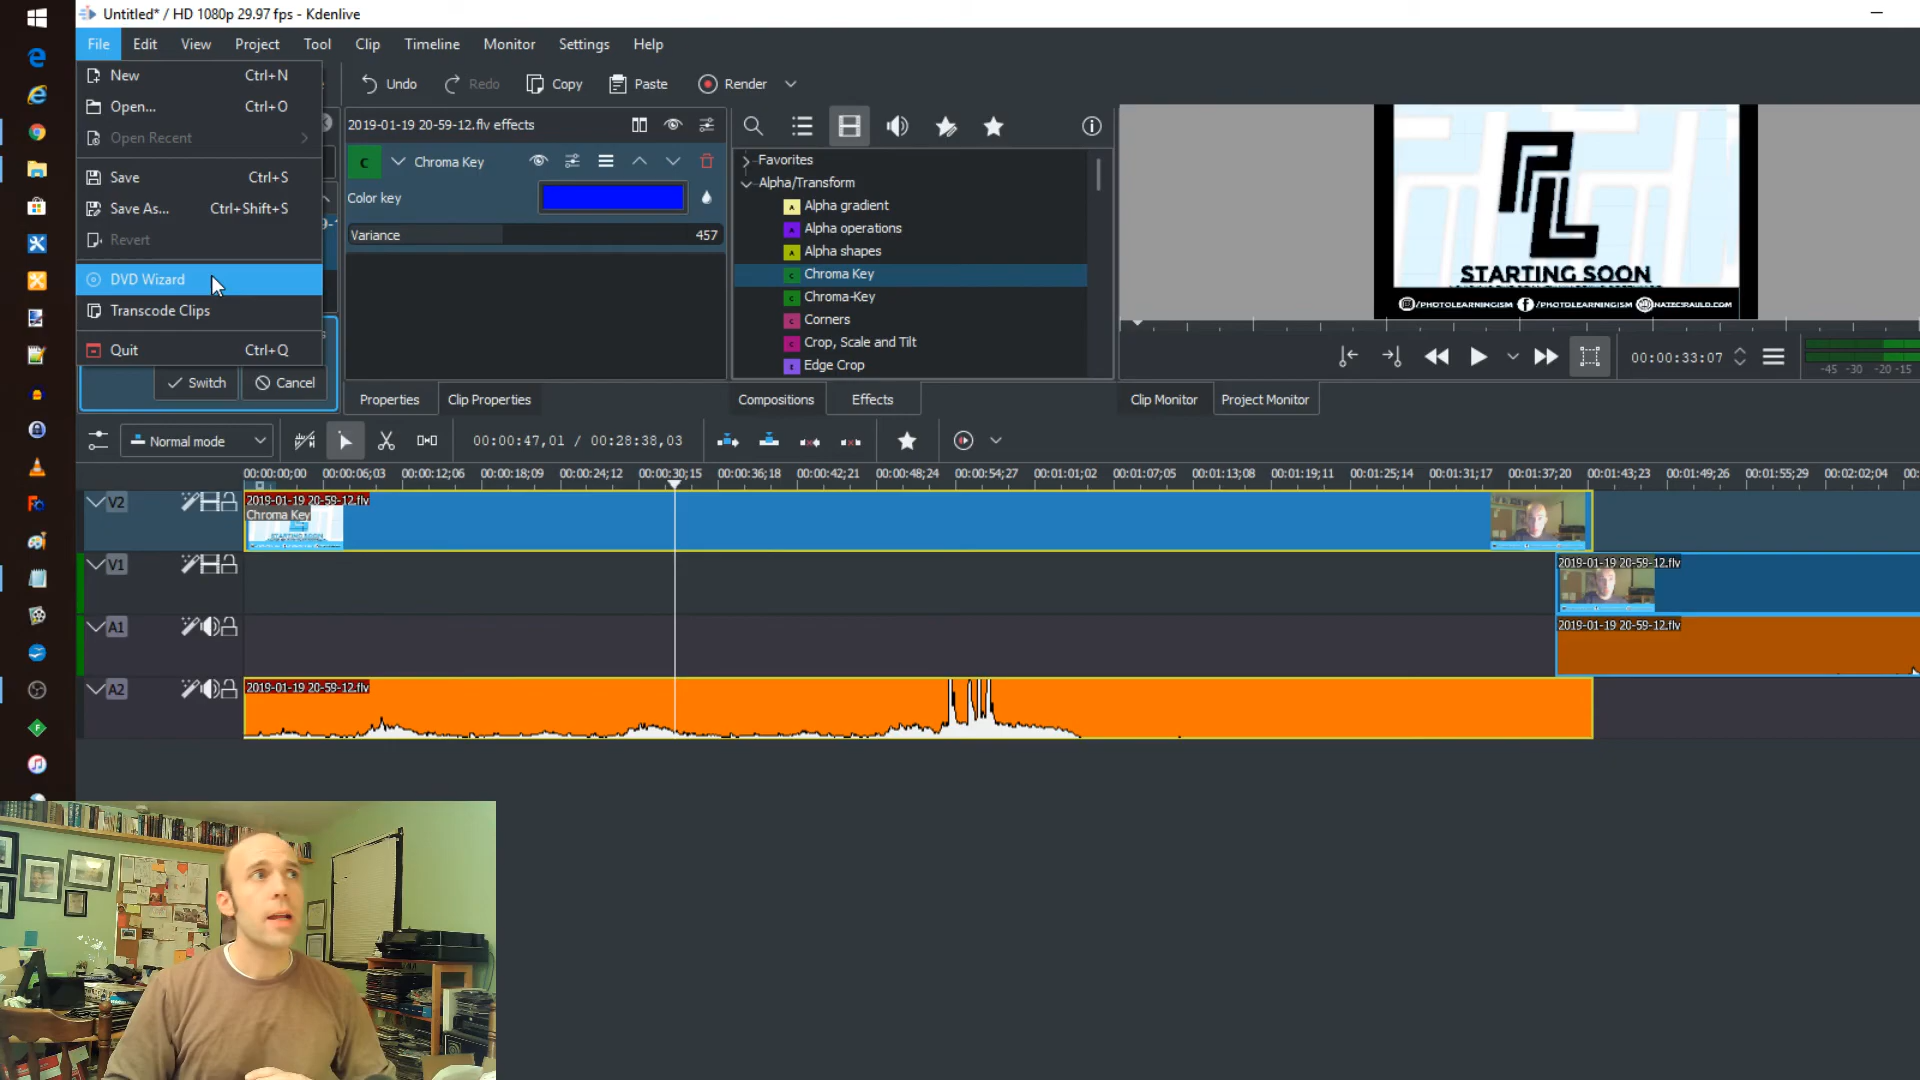 Untitled* / HD 1080p 29.97 fps - Kdenlive
File Edit View Project Tool Clip Timeline Monitor Settings Help
New Ctrl+N
Open... Ctrl+O
Open Recent
Save Ctrl+S
Save As... Ctrl+Shift+S
Revert
DVD Wizard
Transcode Clips
Quit Ctrl+Q
Switch Cancel
Undo Redo Copy Paste Render
2019-01-19 20-59-12.flv effects
C Chroma Key
Color key
Variance 457
Properties Clip Properties
Favorites
Alpha/Transform
Alpha gradient
Alpha operations
Alpha shapes
Chroma Key
Chroma-Key
Corners
Crop, Scale and Tilt
Edge Crop
Compositions Effects
STARTING SOON
/PHOTOLEARNINGISM /PHOTOLEARNINGISM
00:00:33:07
-45 -30 -20 -15
Clip Monitor Project Monitor
Normal mode
00:00:47,01 / 00:28:38,03
00:00:00;00 00:00:06;03 00:00:12;06 00:00:18;09 00:00:24;12 00:00:30;15 00:00:36;18 00:00:42;21 00:00:48;24 00:00:54;27 00:01:01;02 00:01:07;05 00:01:13;08 00:01:19;11 00:01:25;14 00:01:31;17 00:01:37;20 00:01:43;23 00:01:49;26 00:01:55;29 00:02:02;04
V2
2019-01-19 20-59-12.flv
Chroma Key
V1
2019-01-19 20-59-12.flv
A1
2019-01-19 20-59-12.flv
A2
2019-01-19 20-59-12.flv